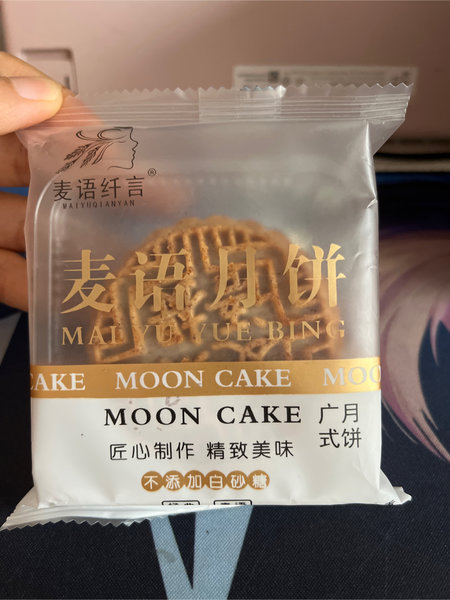 麦语纤言®
MAIYUQIANYAN
麦语月饼
MAI YU YUE BING
CAKE MOON CAKE MOO
MOON CAKE 广式月饼
匠心制作 精致美味
不添加白砂糖